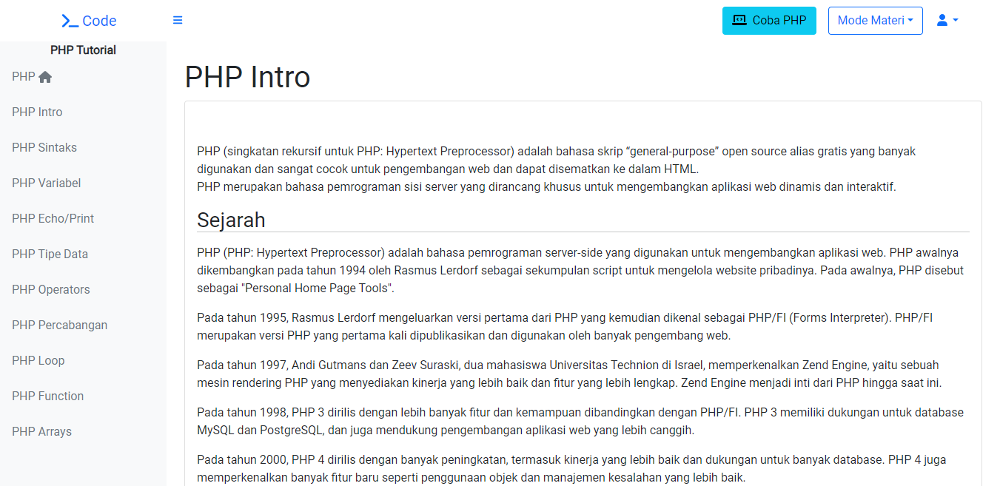 Code
Coba PHP
Mode Materi
PHP Tutorial
PHP
PHP Intro
PHP Sintaks
PHP Variabel
PHP Echo/Print
PHP Tipe Data
PHP Operators
PHP Percabangan
PHP Loop
PHP Function
PHP Arrays
PHP Intro
PHP (singkatan rekursif untuk PHP: Hypertext Preprocessor) adalah bahasa skrip “general-purpose” open source alias gratis yang banyak
digunakan dan sangat cocok untuk pengembangan web dan dapat disematkan ke dalam HTML.
PHP merupakan bahasa pemrograman sisi server yang dirancang khusus untuk mengembangkan aplikasi web dinamis dan interaktif.
Sejarah
PHP (PHP: Hypertext Preprocessor) adalah bahasa pemrograman server-side yang digunakan untuk mengembangkan aplikasi web. PHP awalnya
dikembangkan pada tahun 1994 oleh Rasmus Lerdorf sebagai sekumpulan script untuk mengelola website pribadinya. Pada awalnya, PHP disebut
sebagai "Personal Home Page Tools".
Pada tahun 1995, Rasmus Lerdorf mengeluarkan versi pertama dari PHP yang kemudian dikenal sebagai PHP/FI (Forms Interpreter). PHP/FI
merupakan versi PHP yang pertama kali dipublikasikan dan digunakan oleh banyak pengembang web.
Pada tahun 1997, Andi Gutmans dan Zeev Suraski, dua mahasiswa Universitas Technion di Israel, memperkenalkan Zend Engine, yaitu sebuah
mesin rendering PHP yang menyediakan kinerja yang lebih baik dan fitur yang lebih lengkap. Zend Engine menjadi inti dari PHP hingga saat ini.
Pada tahun 1998, PHP 3 dirilis dengan lebih banyak fitur dan kemampuan dibandingkan dengan PHP/FI. PHP 3 memiliki dukungan untuk database
MySQL dan PostgreSQL, dan juga mendukung pengembangan aplikasi web yang lebih canggih.
Pada tahun 2000, PHP 4 dirilis dengan banyak peningkatan, termasuk kinerja yang lebih baik dan dukungan untuk banyak database. PHP 4 juga
memperkenalkan banyak fitur baru seperti penggunaan objek dan manajemen kesalahan yang lebih baik.